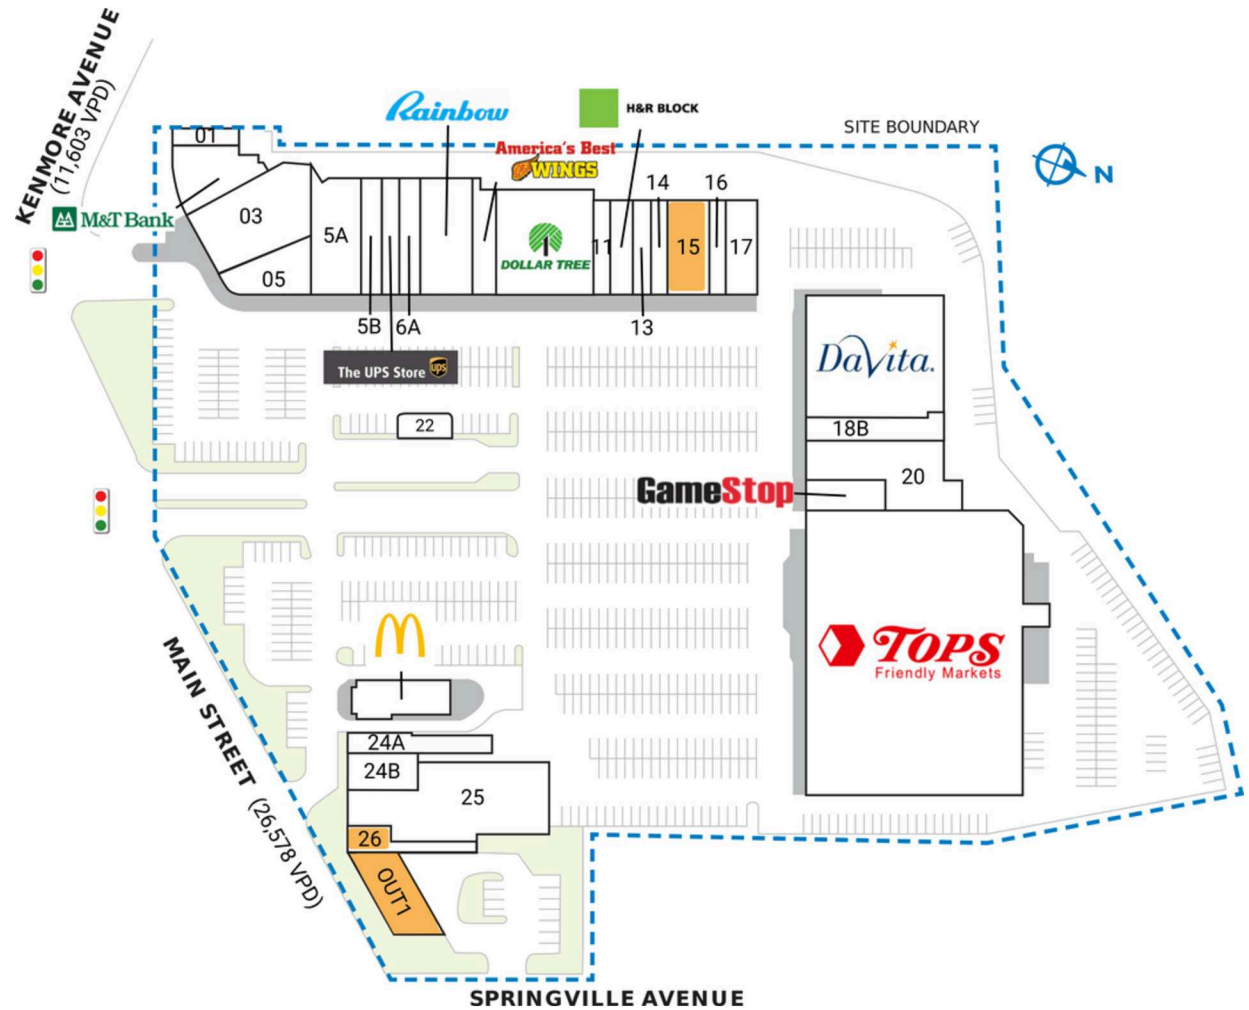 KENMORE AVENUE
(11,603 VPD)
Rainbow
H&R BLOCK
SITE BOUNDARY
01
America's Best
WINGS
14
16
N
M&T Bank
03
5A
05
DOLLAR TREE
11
15
17
5B
6A
13
The UPS Store
ups
DaVita.
22
18B
20
GameStop
TOPS
Friendly Markets
MAIN STREET
(26,578 VPD)
24A
24B
25
26
OUT1
SPRINGVILLE AVENUE